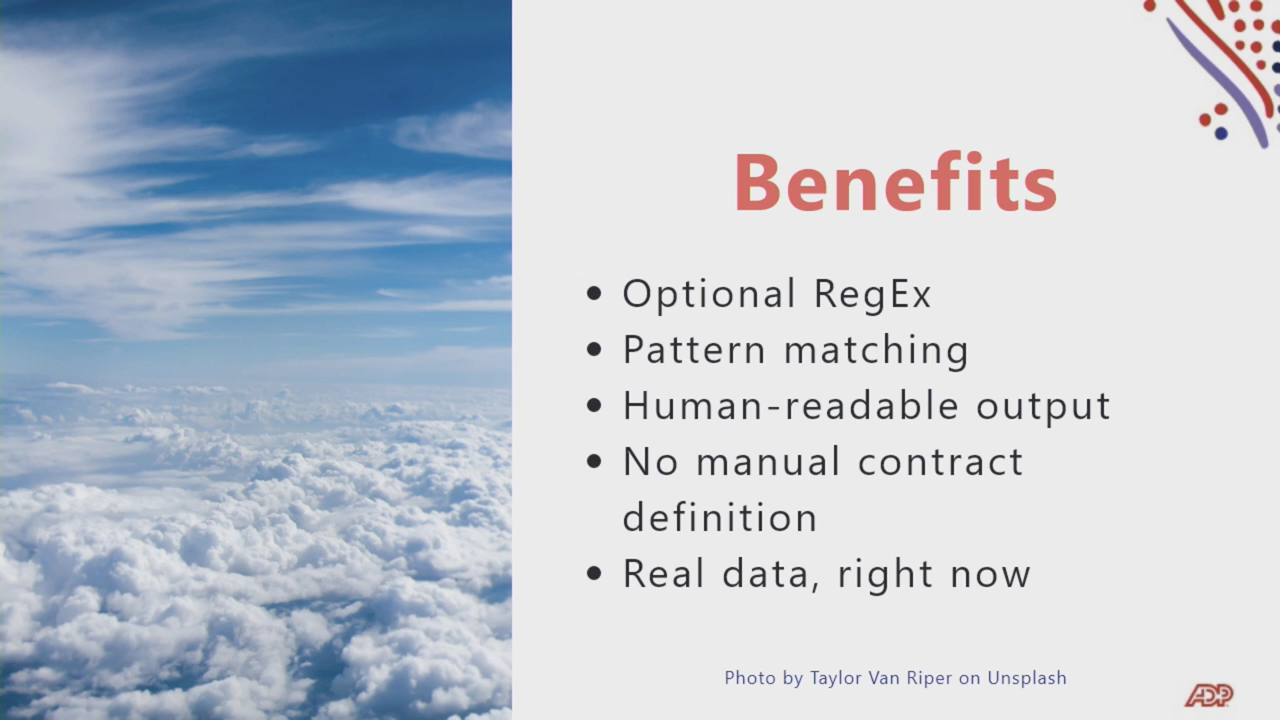 Benefits
• Optional RegEx
• Pattern matching
• Human-readable output
• No manual contract
definition
• Real data, right now
Photo by Taylor Van Riper on Unsplash
ADP